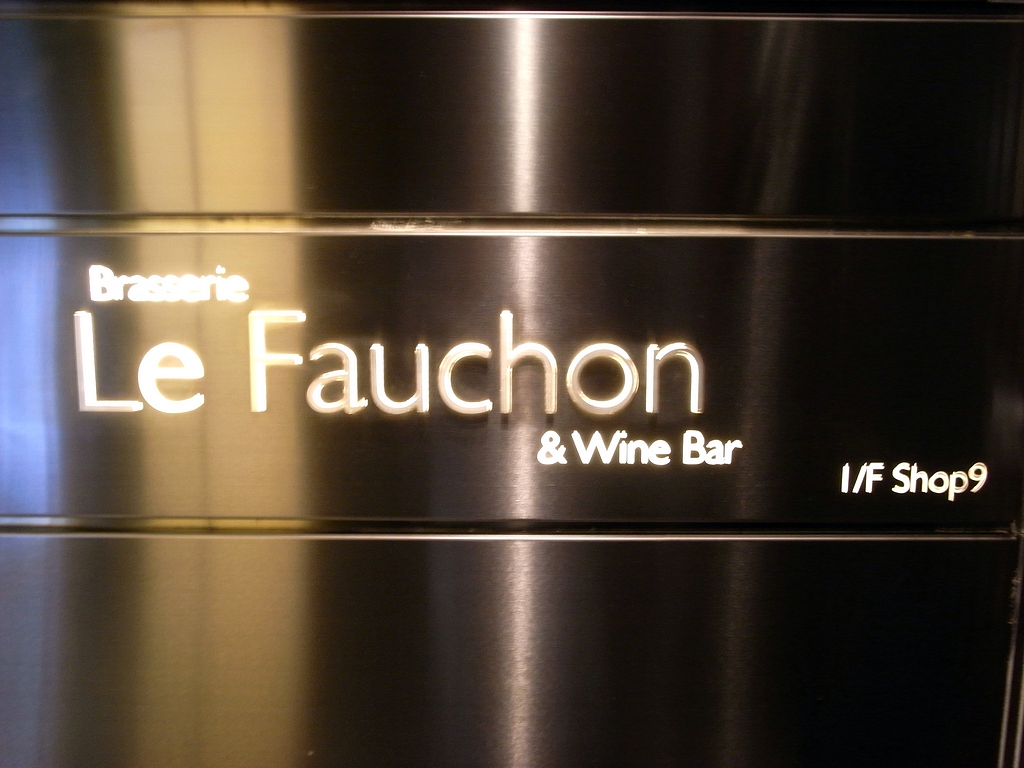 Brasserie
Le Fauchon
& Wine Bar
1/F Shop9